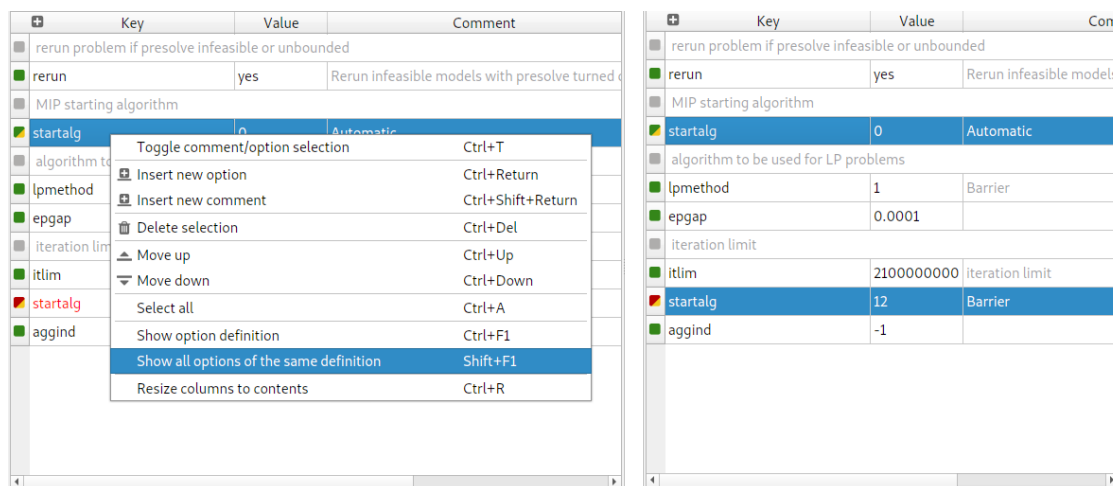 Key Value Comment
rerun problem if presolve infeasible or unbounded
rerun yes Rerun infeasible models with presolve turned
MIP starting algorithm
startalg 0 Automatic
Toggle comment/option selection Ctrl+T
algorithm
Insert new option Ctrl+Return
lpmethod
Insert new comment Ctrl+Shift+Return
epgap
Delete selection Ctrl+Del
iteration
Move up Ctrl+Up
itlim
Move down Ctrl+Down
startalg
Select all Ctrl+A
aggind
Show option definition Ctrl+F1
Show all options of the same definition Shift+F1
Resize columns to contents Ctrl+R
Key Value
rerun problem if presolve infeasible or unbounded
rerun yes Rerun infeasible models
MIP starting algorithm
startalg 0 Automatic
algorithm to be used for LP problems
lpmethod 1 Barrier
epgap 0.0001
iteration limit
itlim 2100000000 iteration limit
startalg 12 Barrier
aggind -1